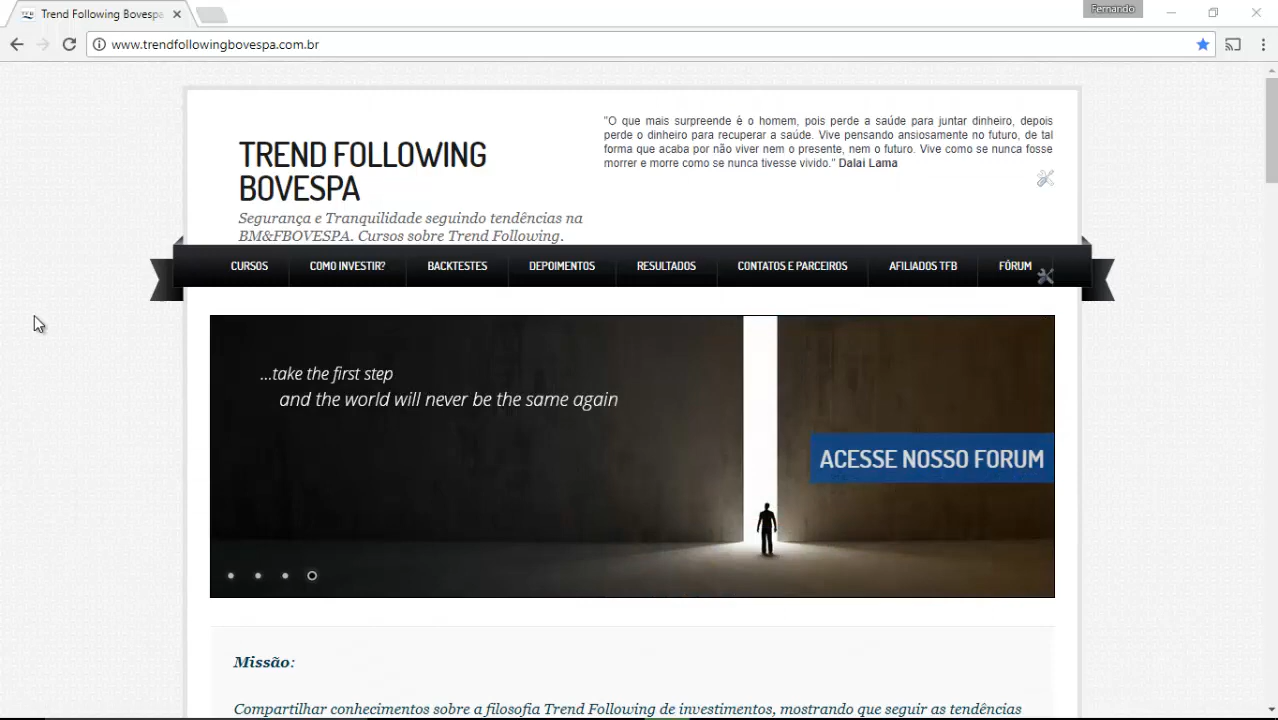 Trend Following Bovespa
Fernando
www.trendfollowingbovespa.com.br
"O que mais surpreende é o homem, pois perde a saúde para juntar dinheiro, depois
perde o dinheiro para recuperar a saúde. Vive pensando ansiosamente no futuro, de tal
forma que acaba por não viver nem o presente, nem o futuro. Vive como se nunca fosse
morrer e morre como se nunca tivesse vivido." Dalai Lama
TREND FOLLOWING
BOVESPA
Segurança e Tranquilidade seguindo tendências na
BM&FBOVESPA. Cursos sobre Trend Following.
CURSOS COMO INVESTIR? BACKTESTES DEPOIMENTOS RESULTADOS CONTATOS E PARCEIROS AFILIADOS TFB FÓRUM
...take the first step
and the world will never be the same again
ACESSE NOSSO FORUM
Missão:
Compartilhar conhecimentos sobre a filosofia Trend Following de investimentos, mostrando que seguir as tendências